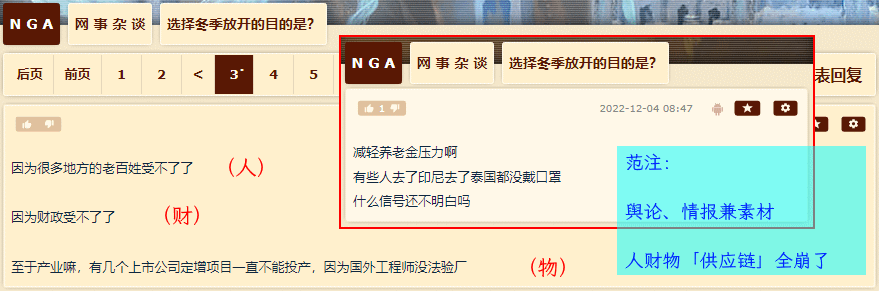 NGA 网事杂谈 选择冬季放开的目的是?
后页 前页 1 2 < 3 4 5
因为很多地方的老百姓受不了了 (人)
因为财政受不了了 (财)
至于产业嘛，有几个上市公司定增项目一直不能投产，因为国外工程师没法验厂 (物)
NGA 网事杂谈 选择冬季放开的目的是?
1 2022-12-04 08:47
减轻养老金压力啊
有些人去了印尼去了泰国都没戴口罩
什么信号还不明白吗
表回复
范注：
舆论、情报兼素材
人财物「供应链」全崩了